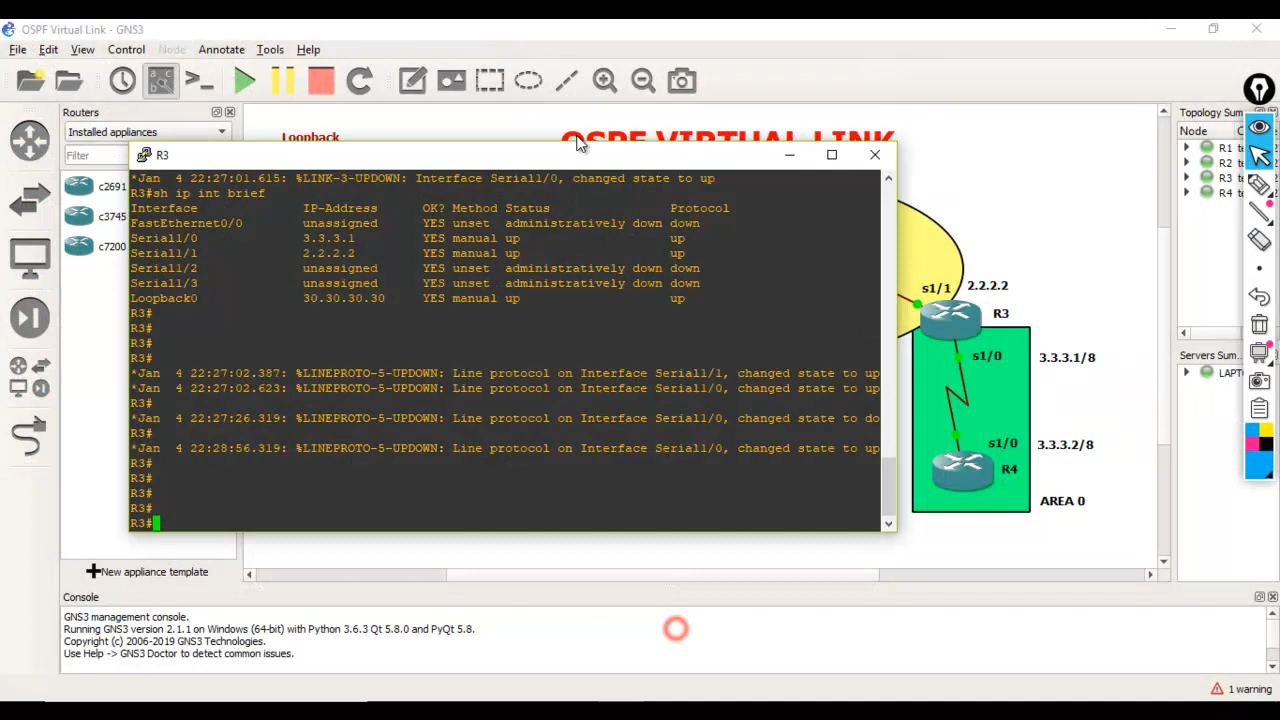 OSPF Virtual Link - GNS3
File Edit View Control Node Annotate Tools Help
Routers
Installed appliances
Filter
c2691
c3745
c7200
New appliance template
Loopback
OSPF VIRTUAL LINK
R3
*Jan  4 22:27:01.615: %LINK-3-UPDOWN: Interface Serial1/0, changed state to up
R3#sh ip int brief
Interface IP-Address OK? Method Status Protocol
FastEthernet0/0 unassigned YES unset administratively down down
Serial1/0 3.3.3.1 YES manual up up
Serial1/1 2.2.2.2 YES manual up up
Serial1/2 unassigned YES unset administratively down down
Serial1/3 unassigned YES unset administratively down down
Loopback0 30.30.30.30 YES manual up up
R3#
R3#
R3#
R3#
*Jan  4 22:27:02.387: %LINEPROTO-5-UPDOWN: Line protocol on Interface Serial1/1, changed state to up
*Jan  4 22:27:02.623: %LINEPROTO-5-UPDOWN: Line protocol on Interface Serial1/0, changed state to up
R3#
*Jan  4 22:27:26.319: %LINEPROTO-5-UPDOWN: Line protocol on Interface Serial1/0, changed state to do
R3#
*Jan  4 22:28:56.319: %LINEPROTO-5-UPDOWN: Line protocol on Interface Serial1/0, changed state to up
R3#
R3#
R3#
R3#
R3#
s1/1 2.2.2.2
R3
s1/0 3.3.3.1/8
s1/0 3.3.3.2/8
R4
AREA 0
Topology Sum
Node
R1 te
R2
R3 te
R4
Servers Sum...
LAPT
Console
GNS3 management console.
Running GNS3 version 2.1.1 on Windows (64-bit) with Python 3.6.3 Qt 5.8.0 and PyQt 5.8.
Copyright (c) 2006-2019 GNS3 Technologies.
Use Help -> GNS3 Doctor to detect common issues.
1 warning